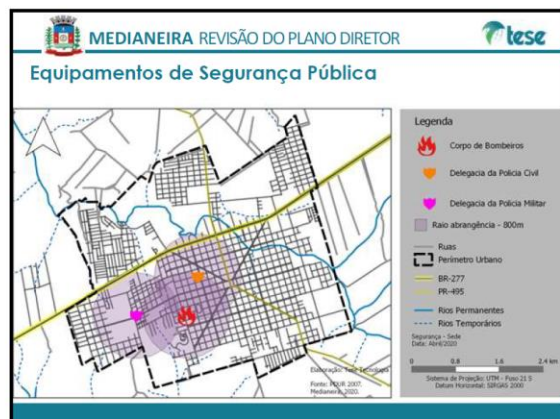 MEDIANEIRA REVISÃO DO PLANO DIRETOR
tese
Equipamentos de Segurança Pública
Legenda
Corpo de Bombeiros
Delegacia da Polícia Civil
Delegacia da Polícia Militar
Raio abrangência - 800m
Ruas
Perímetro Urbano
BR-277
PR-495
Rios Permanentes
Rios Temporários
Segurança - Sede
Data: Abril/2020
0 0.8 1.6 2.4 km
Sistema de Projeção: UTM - Fuso 21 S
Datum Horizontal: SIRGAS 2000
Elaboração: Tese Tecnologia
Fonte: PDUR 2007,
Medianeira, 2020.